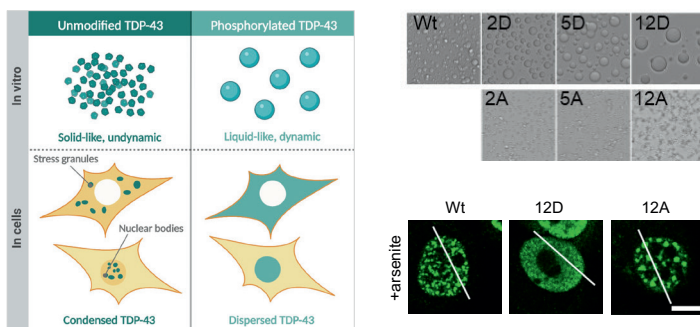 Unmodified TDP-43
Phosphorylated TDP-43
In vitro
Solid-like, undynamic
Liquid-like, dynamic
In cells
Stress granules
Nuclear bodies
Condensed TDP-43
Dispersed TDP-43
Wt
2D
5D
12D
2A
5A
12A
Wt
12D
12A
+arsenite